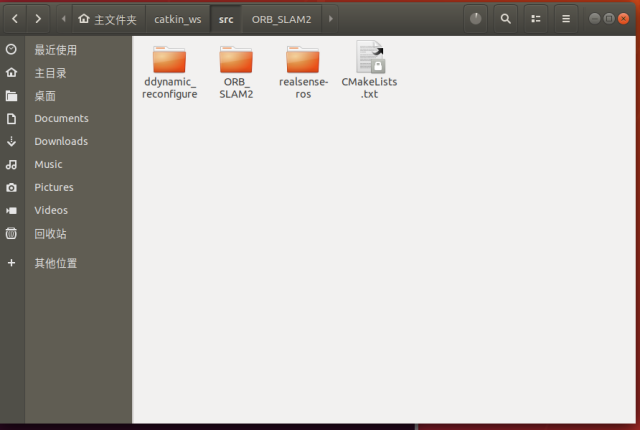 主文件夹
catkin_ws
src
ORB_SLAM2
最近使用
主目录
桌面
Documents
Downloads
Music
Pictures
Videos
回收站
其他位置
ddynamic_
reconfigure
ORB_
SLAM2
realsense-
ros
CMakeLists
.txt